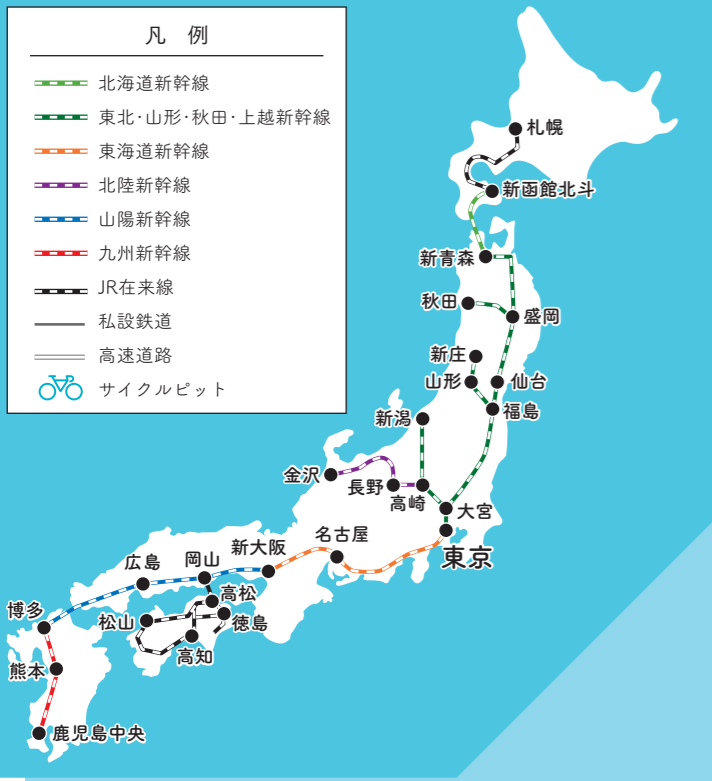 凡 例
北海道新幹線
東北･山形･秋田･上越新幹線
東海道新幹線
北陸新幹線
山陽新幹線
九州新幹線
JR在来線
私設鉄道
高速道路
サイクルピット
札幌
新函館北斗
新青森
秋田
盛岡
新庄
山形
仙台
福島
新潟
金沢
長野
高崎
大宮
東京
名古屋
新大阪
岡山
広島
高松
徳島
松山
高知
博多
熊本
鹿児島中央